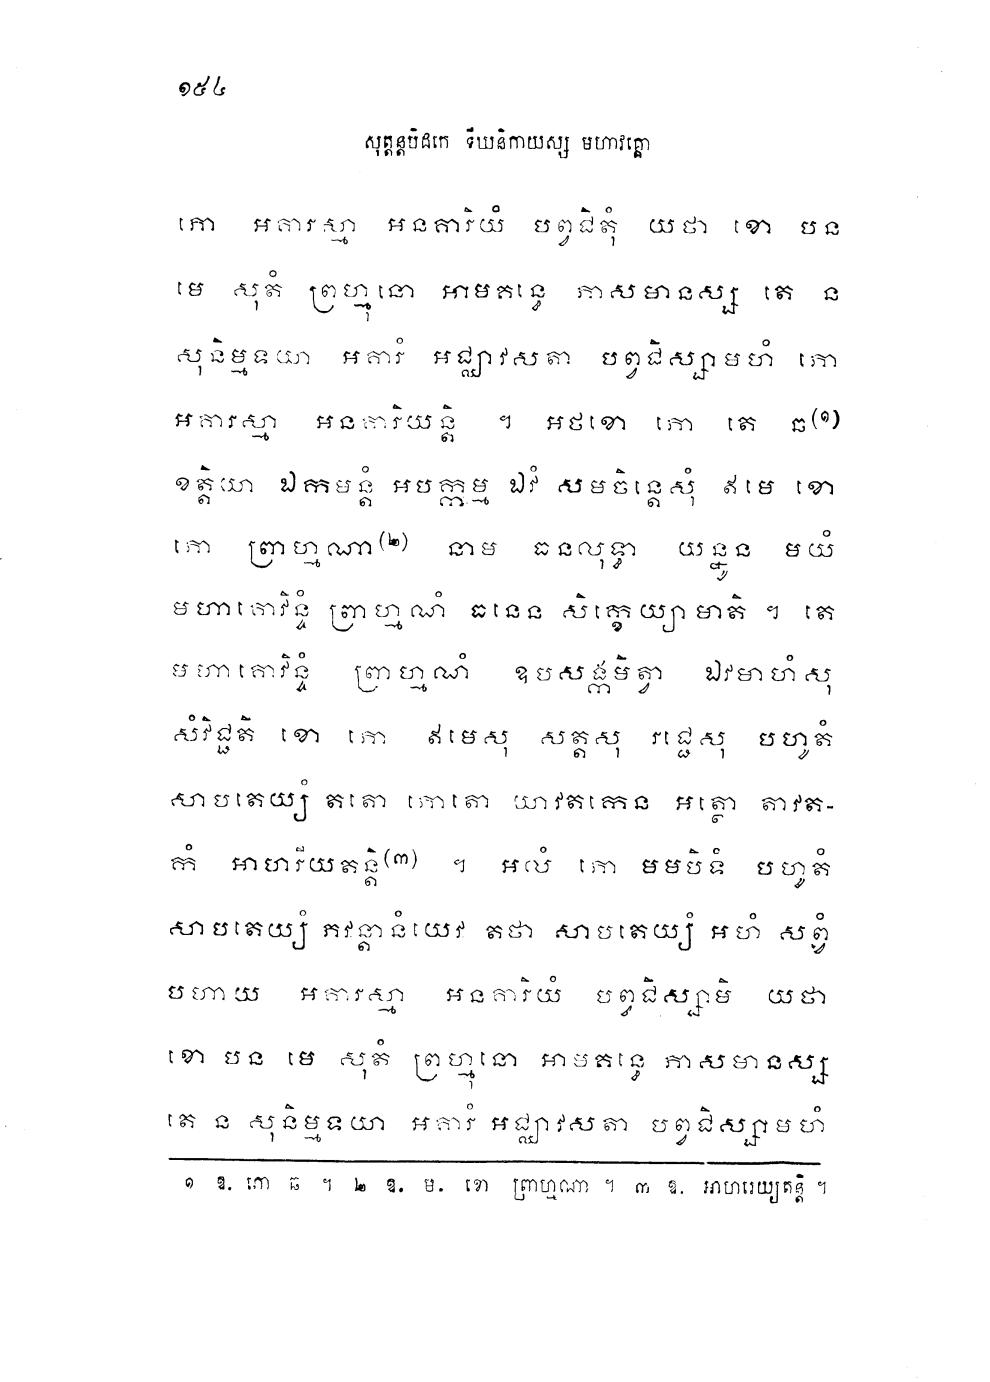 ១៥៤
សុត្តន្តបិដកេ ទីឃនិកាយស្ស មហាវគ្គោ
ភោ អគារស្មា អនគារិយំ បព្វជិតុំ យថា ខោ បន
មេ សុតំ ព្រហ្មុនោ អាមគន្ធេ ភាសមានស្ស តេ ន
សុនិម្មទយា អគារំ អជ្ឈាវសតា បព្វជិស្សាមហំ ភោ
អគារស្មា អនគារិយន្តិ ។ អថខោ ភោ តេ ឆ(១)
ខត្តិយា ឯកមន្តំ អបក្កម្ម ឯវំ សមចិន្តេសុំ ឥមេ ខោ
ភោ ព្រាហ្មណា(២) នាម ធនលុទ្ធា យន្នូន មយំ
មហាគោវិន្ទំ ព្រាហ្មណំ ធនេន សិក្ខេយ្យាមាតិ ។ តេ
មហាគោវិន្ទំ ព្រាហ្មណំ ឧបសង្កមិត្វា ឯវមាហំសុ
សំវិជ្ជតិ ខោ ភោ ឥមេសុ សត្តសុ រជ្ជេសុ បហូតំ
សាបតេយ្យំ តតោ ភោតោ យាវតកេន អត្ថោ តាវត-
កំ អាហរីយតន្តិ(៣) ។ អលំ ភោ មមបិទំ បហូតំ
សាបតេយ្យំ ភវន្តានំយេវ តថា សាបតេយ្យំ អហំ សព្វំ
បហាយ អគារស្មា អនគារិយំ បព្វជិស្សាមិ យថា
ខោ បន មេ សុតំ ព្រហ្មុនោ អាមគន្ធេ ភាសមានស្ស
តេ ន សុនិម្មទយា អគារំ អជ្ឈាវសតា បព្វជិស្សាមហំ
១ ឱ. ភោ ឆ ។ ២ ឱ. ម. ខោ ព្រាហ្មណា ។ ៣ ឱ. អាហរេយ្យតន្តិ ។